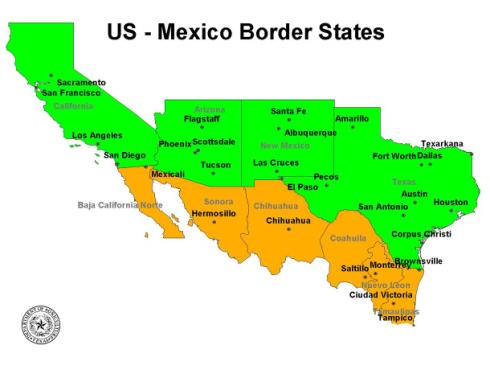 US - Mexico Border States
Sacramento
San Francisco
California
Los Angeles
San Diego
Arizona
Flagstaff
Phoenix
Scottsdale
Tucson
Santa Fe
Albuquerque
New Mexico
Las Cruces
El Paso
Pecos
Amarillo
Texarkana
Fort Worth
Dallas
Texas
Austin
Houston
San Antonio
Corpus Christi
Brownsville
Mexicali
Baja California Norte
Sonora
Hermosillo
Chihuahua
Chihuahua
Coahuila
Saltillo
Monterrey
Nuevo Leon
Ciudad Victoria
Tamaulipas
Tampico